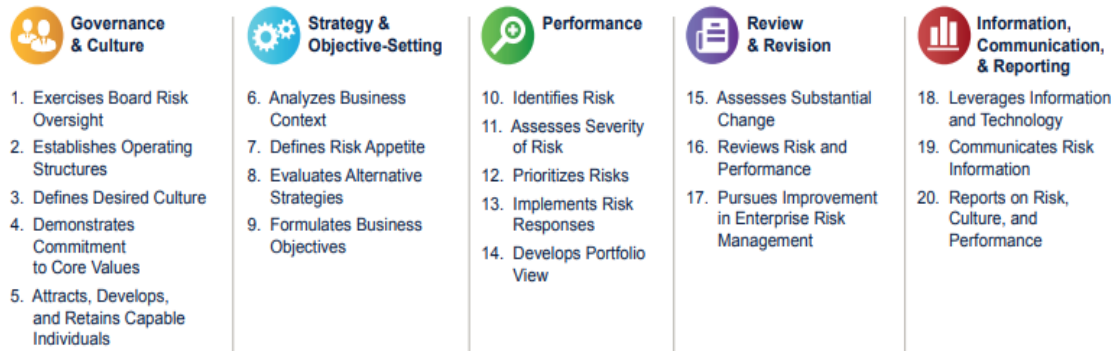 Governance
& Culture
1. Exercises Board Risk
Oversight
2. Establishes Operating
Structures
3. Defines Desired Culture
4. Demonstrates
Commitment
to Core Values
5. Attracts, Develops,
and Retains Capable
Individuals
Strategy &
Objective-Setting
6. Analyzes Business
Context
7. Defines Risk Appetite
8. Evaluates Alternative
Strategies
9. Formulates Business
Objectives
Performance
10. Identifies Risk
11. Assesses Severity
of Risk
12. Prioritizes Risks
13. Implements Risk
Responses
14. Develops Portfolio
View
Review
& Revision
15. Assesses Substantial
Change
16. Reviews Risk and
Performance
17. Pursues Improvement
in Enterprise Risk
Management
Information,
Communication,
& Reporting
18. Leverages Information
and Technology
19. Communicates Risk
Information
20. Reports on Risk,
Culture, and
Performance